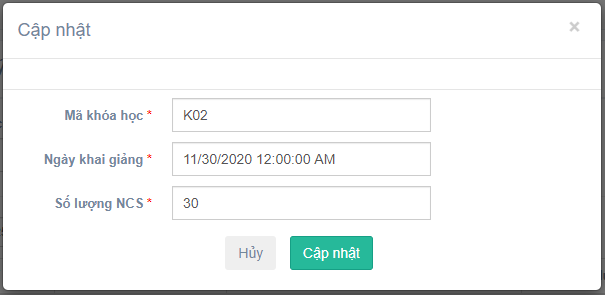 Cập nhật ×
Mã khóa học * K02
Ngày khai giảng * 11/30/2020 12:00:00 AM
Số lượng NCS * 30
Hủy Cập nhật